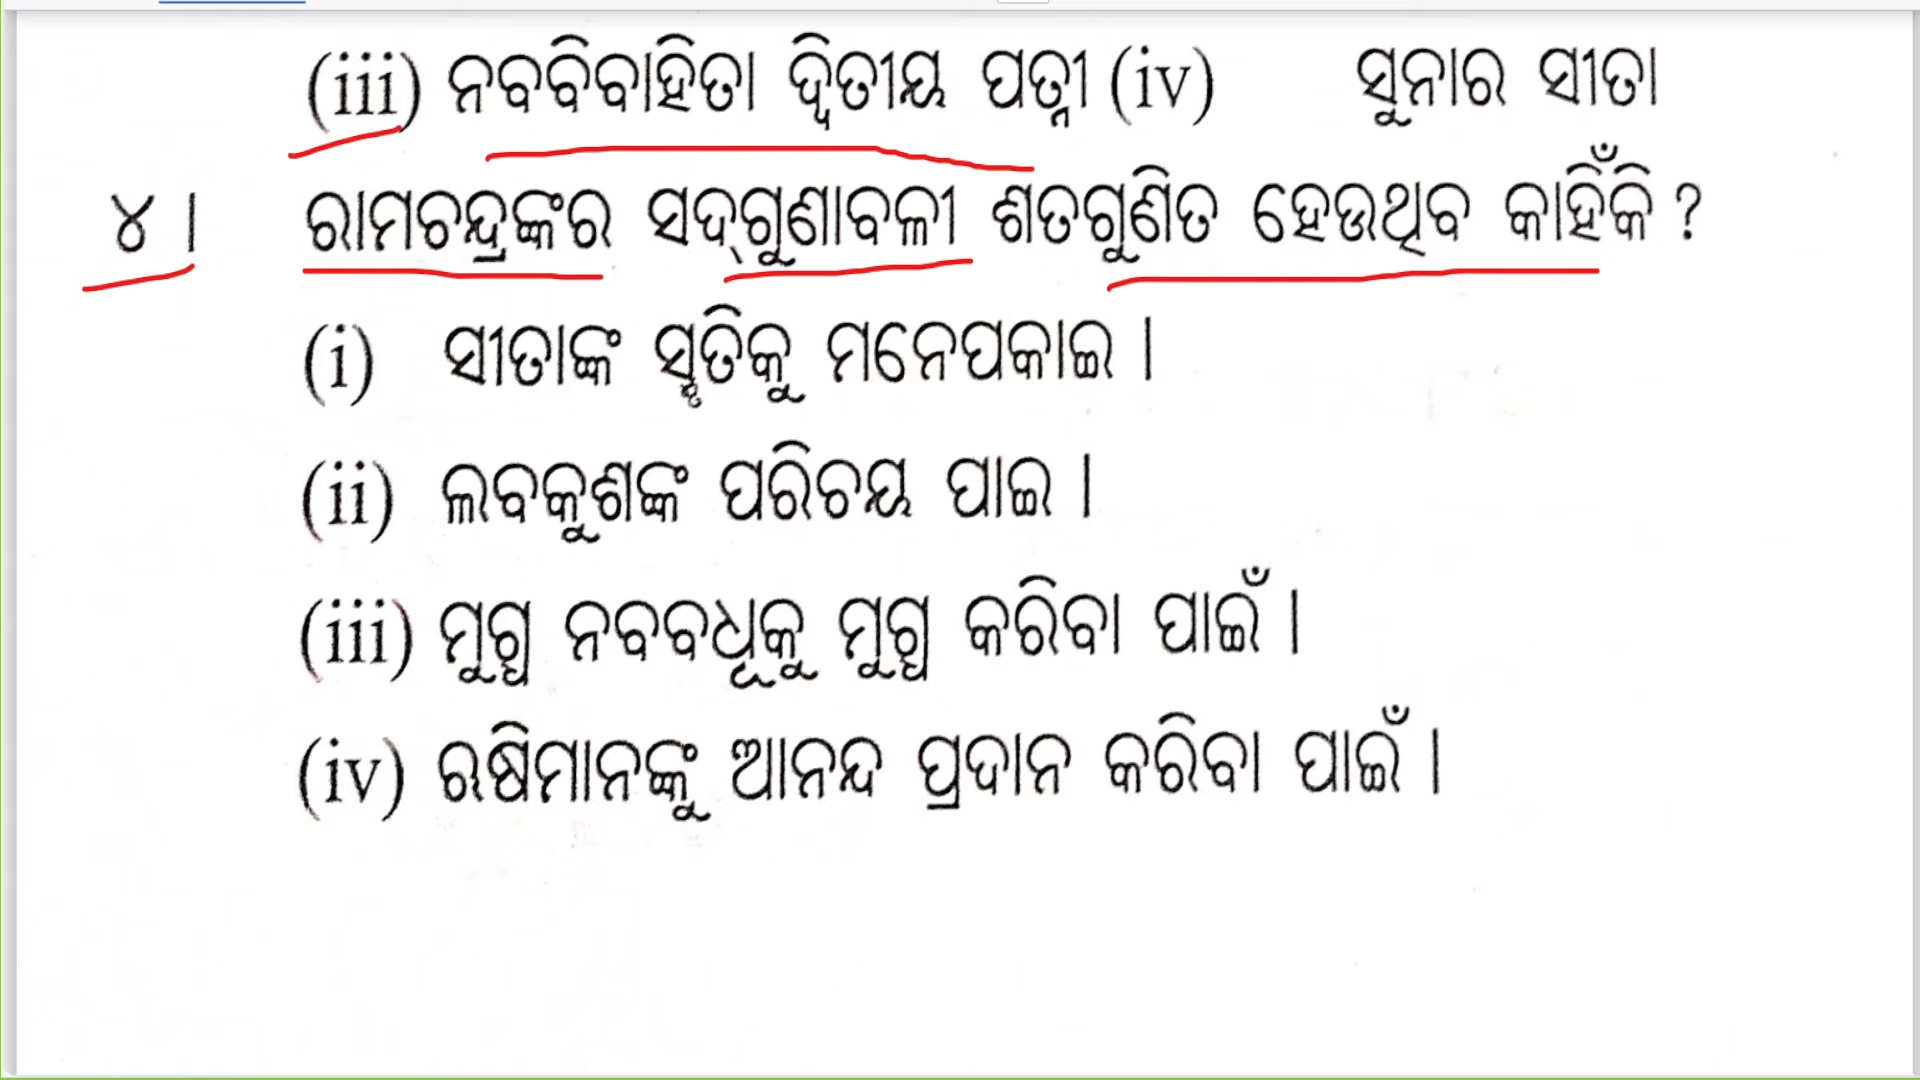 (iii) ନବବିବାହିତା ଦ୍ୱିତୀୟ ପତ୍ନୀ (iv) ସୁନାର ସୀତା
୪। ରାମଚନ୍ଦ୍ରଙ୍କର ସଦ୍‌ଗୁଣାବଳୀ ଶତଗୁଣିତ ହେଉଥିବ କାହିଁକି ?
(i) ସୀତାଙ୍କ ସ୍ମୃତିକୁ ମନେପକାଇ।
(ii) ଲବକୁଶଙ୍କ ପରିଚୟ ପାଇ।
(iii) ମୁଗ୍ଧ ନବବଧୂକୁ ମୁଗ୍ଧ କରିବା ପାଇଁ।
(iv) ଋଷିମାନଙ୍କୁ ଆନନ୍ଦ ପ୍ରଦାନ କରିବା ପାଇଁ।